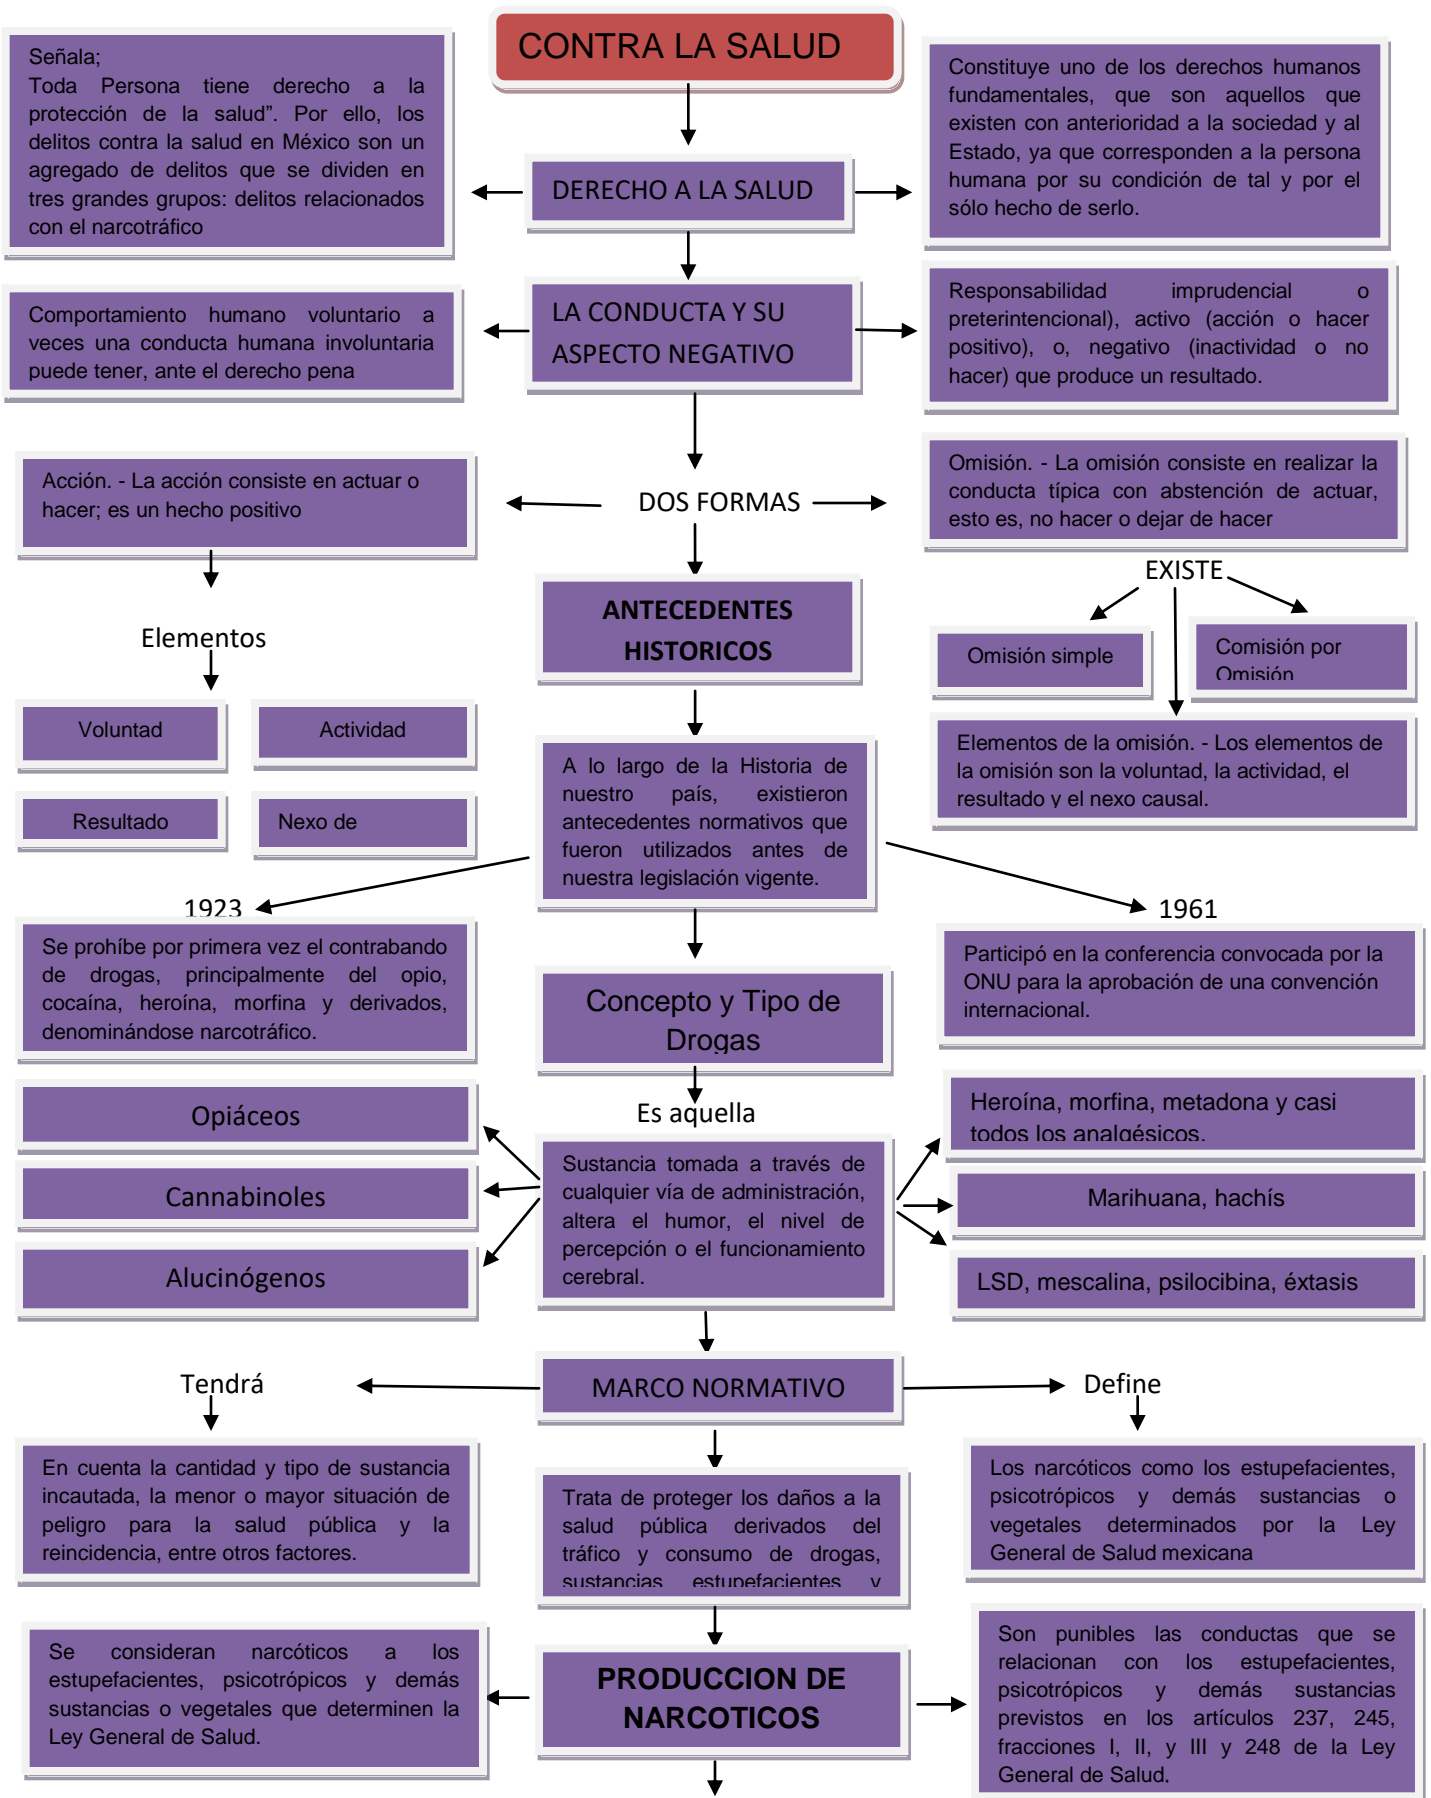 CONTRA LA SALUD
Señala;
Toda Persona tiene derecho a la
protección de la salud”. Por ello, los
delitos contra la salud en México son un
agregado de delitos que se dividen en
tres grandes grupos: delitos relacionados
con el narcotráfico
DERECHO A LA SALUD
Constituye uno de los derechos humanos
fundamentales, que son aquellos que
existen con anterioridad a la sociedad y al
Estado, ya que corresponden a la persona
humana por su condición de tal y por el
sólo hecho de serlo.
Comportamiento humano voluntario a
veces una conducta humana involuntaria
puede tener, ante el derecho pena
LA CONDUCTA Y SU
ASPECTO NEGATIVO
Responsabilidad imprudencial o
preterintencional), activo (acción o hacer
positivo), o, negativo (inactividad o no
hacer) que produce un resultado.
Acción. - La acción consiste en actuar o
hacer; es un hecho positivo
DOS FORMAS
Omisión. - La omisión consiste en realizar la
conducta típica con abstención de actuar,
esto es, no hacer o dejar de hacer
Elementos
Voluntad
Actividad
Resultado
Nexo de
ANTECEDENTES
HISTORICOS
EXISTE
Omisión simple
Comisión por
Omisión
Elementos de la omisión. - Los elementos de
la omisión son la voluntad, la actividad, el
resultado y el nexo causal.
A lo largo de la Historia de
nuestro país, existieron
antecedentes normativos que
fueron utilizados antes de
nuestra legislación vigente.
1923
Se prohíbe por primera vez el contrabando
de drogas, principalmente del opio,
cocaína, heroína, morfina y derivados,
denominándose narcotráfico.
1961
Participó en la conferencia convocada por la
ONU para la aprobación de una convención
internacional.
Concepto y Tipo de
Drogas
Es aquella
Sustancia tomada a través de
cualquier vía de administración,
altera el humor, el nivel de
percepción o el funcionamiento
cerebral.
Opiáceos
Cannabinoles
Alucinógenos
Heroína, morfina, metadona y casi
todos los analgésicos.
Marihuana, hachís
LSD, mescalina, psilocibina, éxtasis
MARCO NORMATIVO
Tendrá
En cuenta la cantidad y tipo de sustancia
incautada, la menor o mayor situación de
peligro para la salud pública y la
reincidencia, entre otros factores.
Trata de proteger los daños a la
salud pública derivados del
tráfico y consumo de drogas,
sustancias estupefacientes y
Define
Los narcóticos como los estupefacientes,
psicotrópicos y demás sustancias o
vegetales determinados por la Ley
General de Salud mexicana
Se consideran narcóticos a los
estupefacientes, psicotrópicos y demás
sustancias o vegetales que determinen la
Ley General de Salud.
PRODUCCION DE
NARCOTICOS
Son punibles las conductas que se
relacionan con los estupefacientes,
psicotrópicos y demás sustancias
previstos en los artículos 237, 245,
fracciones I, II, y III y 248 de la Ley
General de Salud.